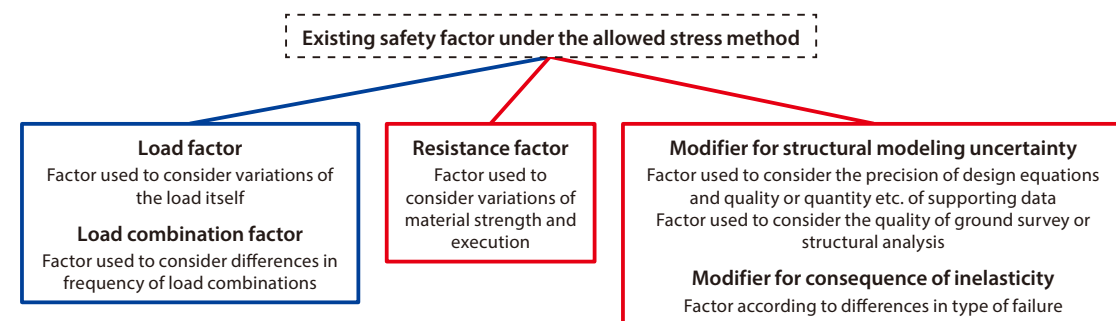 Existing safety factor under the allowed stress method
Load factor
Factor used to consider variations of
the load itself
Load combination factor
Factor used to consider differences in
frequency of load combinations
Resistance factor
Factor used to
consider variations of
material strength and
execution
Modifier for structural modeling uncertainty
Factor used to consider the precision of design equations
and quality or quantity etc. of supporting data
Factor used to consider the quality of ground survey or
structural analysis
Modifier for consequence of inelasticity
Factor according to differences in type of failure